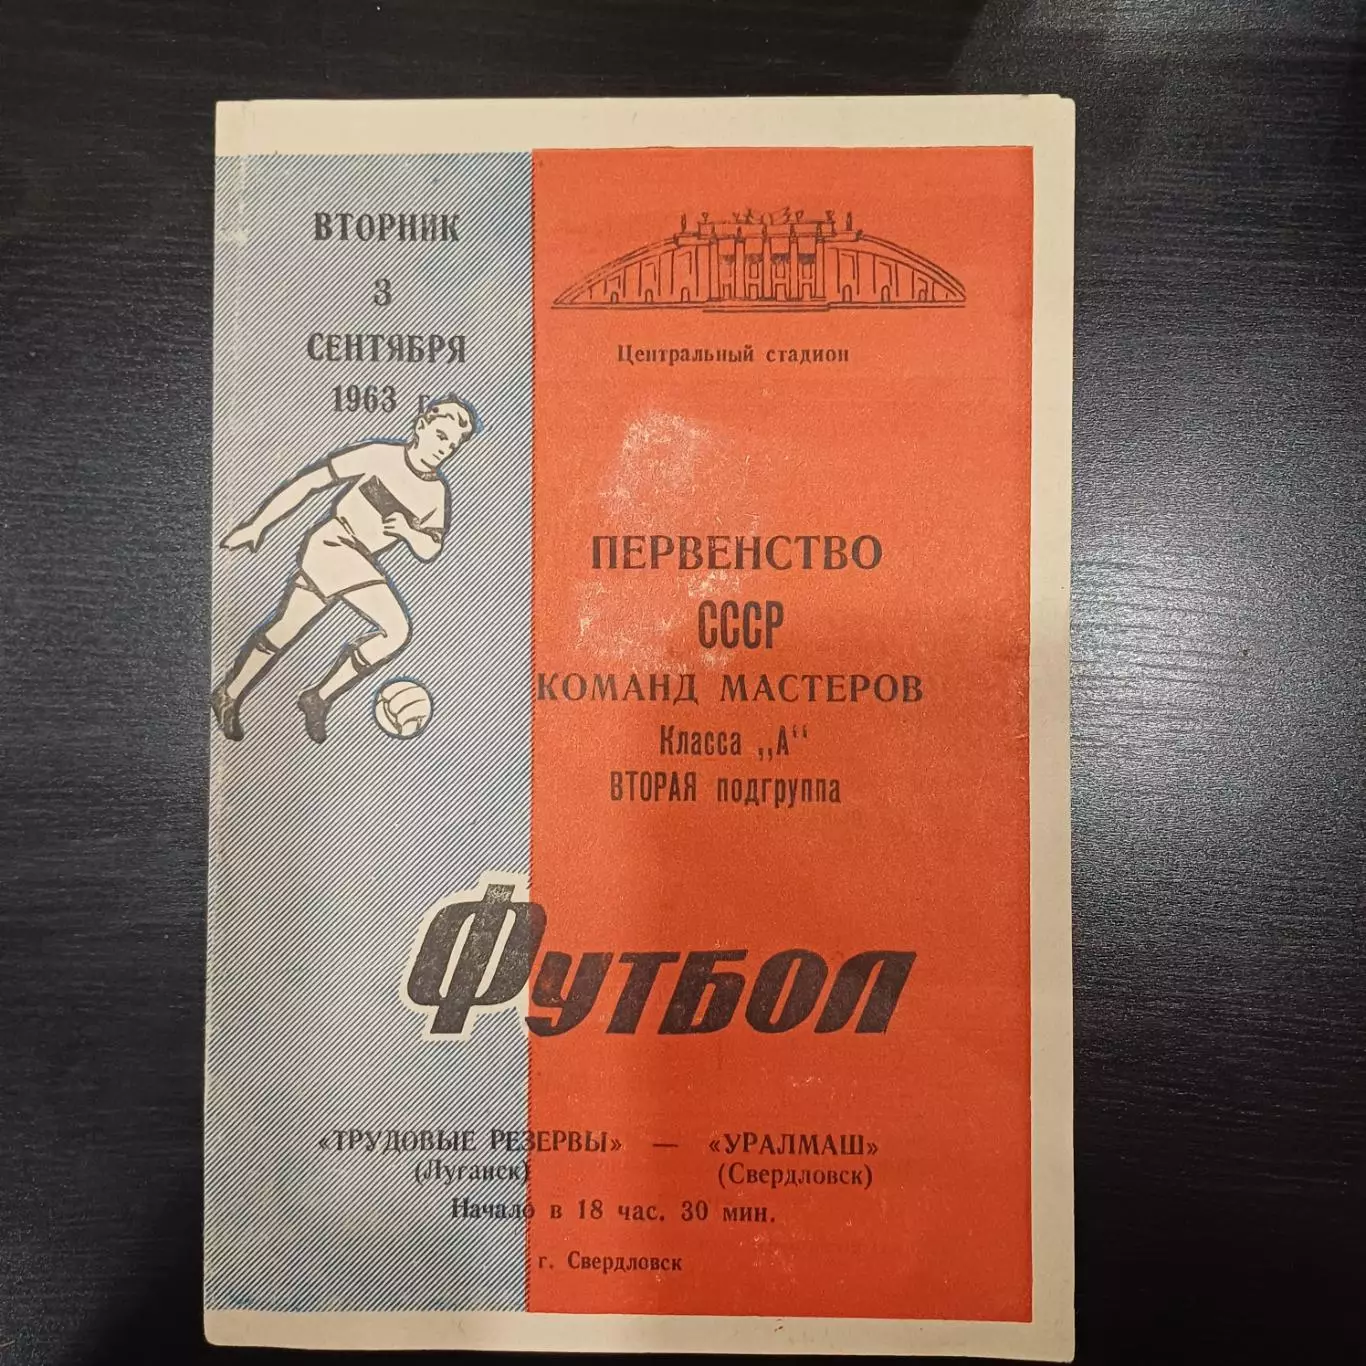 ВТОРНИК
3
СЕНТЯБРЯ
1963 г.
Центральный стадион
ПЕРВЕНСТВО
СССР
КОМАНД МАСТЕРОВ
Класса „А“
ВТОРАЯ подгруппа
ФУТБОЛ
«ТРУДОВЫЕ РЕЗЕРВЫ» — «УРАЛМАШ»
(Луганск) (Свердловск)
Начало в 18 час. 30 мин.
г. Свердловск